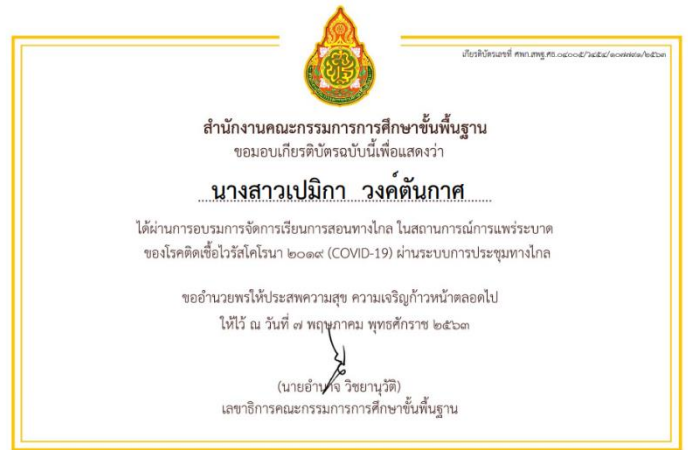 สำนักงานคณะกรรมการการศึกษาขั้นพื้นฐาน
ขอมอบเกียรติบัตรฉบับนี้เพื่อแสดงว่า
นางสาวเปมิกา วงค์ตันกาศ
ได้ผ่านการอบรมการจัดการเรียนการสอนทางไกล ในสถานการณ์การแพร่ระบาด
ของโรคติดเชื้อไวรัสโคโรนา ๒๐๑๙ (COVID-19) ผ่านระบบการประชุมทางไกล
ขออำนวยพรให้ประสพความสุข ความเจริญก้าวหน้าตลอดไป
ให้ไว้ ณ วันที่ ๗ พฤษภาคม พุทธศักราช ๒๕๖๓
(นายอำนาจ วิชยานุวัติ)
เลขาธิการคณะกรรมการการศึกษาขั้นพื้นฐาน